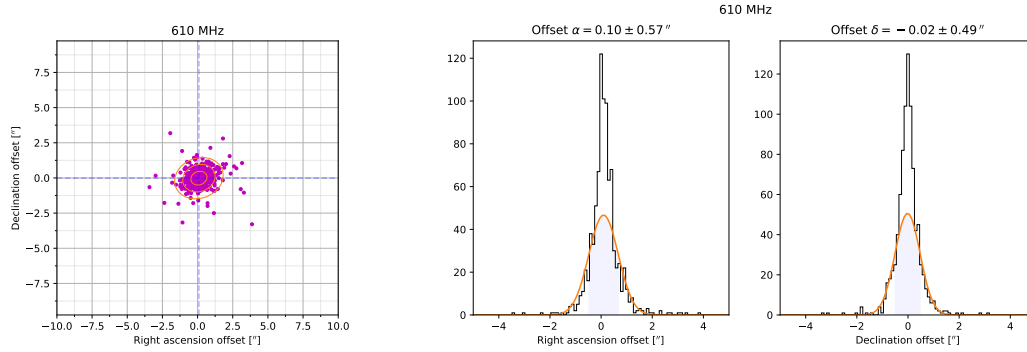 610 MHz
610 MHz
Declination offset [″]
7.5
5.0
2.5
0.0
−2.5
−5.0
−7.5
−10.0 −7.5 −5.0 −2.5 0.0 2.5 5.0 7.5 10.0
Right ascension offset [″]
Offset α = 0.10 ± 0.57″
120
100
80
60
40
20
0
−4 −2 0 2 4
Right ascension offset [″]
Offset δ = − 0.02 ± 0.49″
120
100
80
60
40
20
0
−4 −2 0 2 4
Declination offset [″]